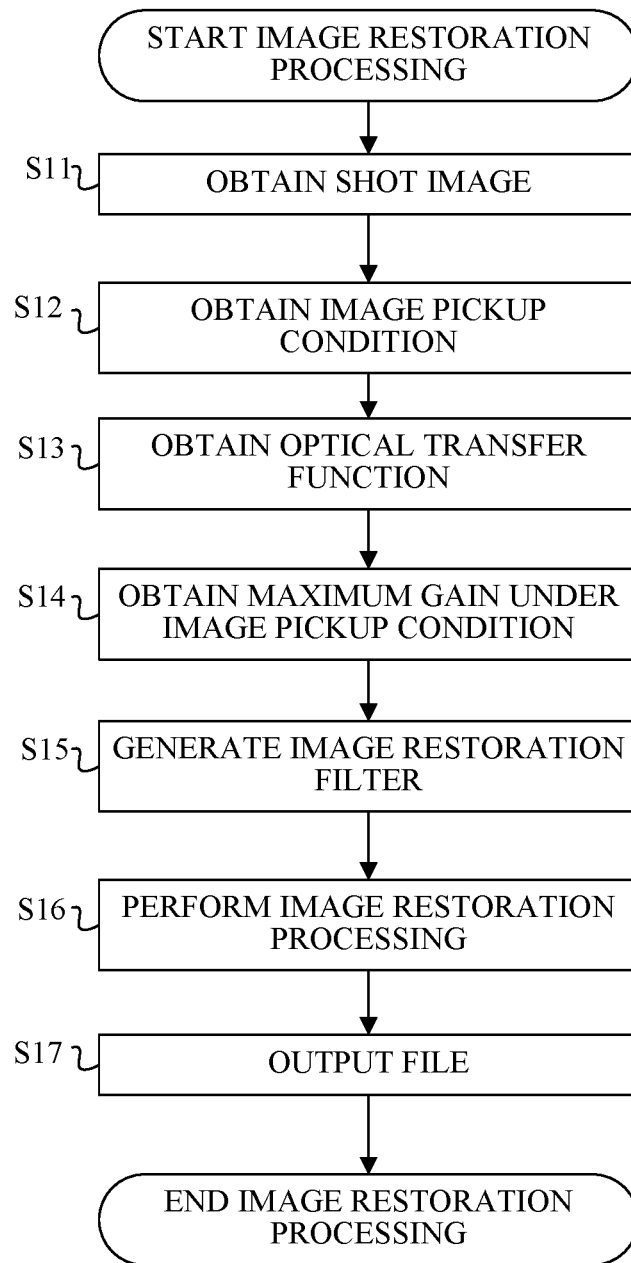 START IMAGE RESTORATION
PROCESSING
S11
OBTAIN SHOT IMAGE
S12
OBTAIN IMAGE PICKUP
CONDITION
S13
OBTAIN OPTICAL TRANSFER
FUNCTION
S14
OBTAIN MAXIMUM GAIN UNDER
IMAGE PICKUP CONDITION
S15
GENERATE IMAGE RESTORATION
FILTER
S16
PERFORM IMAGE RESTORATION
PROCESSING
S17
OUTPUT FILE
END IMAGE RESTORATION
PROCESSING